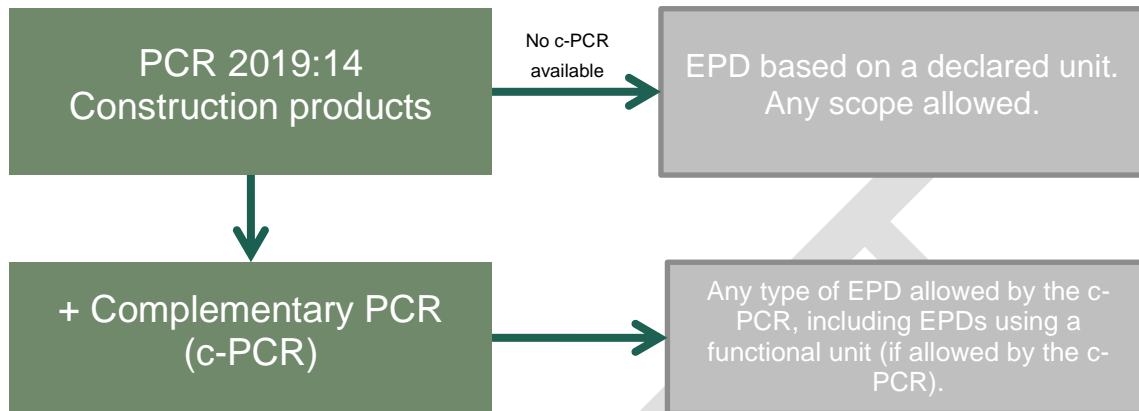 PCR 2019:14
Construction products
No c-PCR
available
EPD based on a declared unit.
Any scope allowed.
+ Complementary PCR
(c-PCR)
Any type of EPD allowed by the c-
PCR, including EPDs using a
functional unit (if allowed by the c-
PCR).